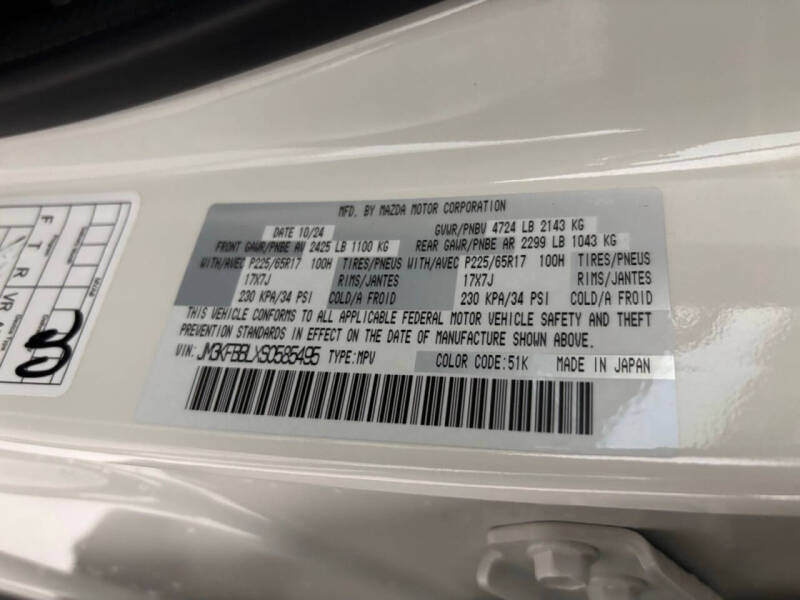 MFD. BY MAZDA MOTOR CORPORATION
DATE 10/24 GVWR/PNBV 4724 LB 2143 KG
FRONT GAWR/PNBE AV 2425 LB 1100 KG REAR GAWR/PNBE AR 2299 LB 1043 KG
WITH/AVEC P225/65R17 100H TIRES/PNEUS WITH/AVEC P225/65R17 100H TIRES/PNEUS
17X7J RIMS/JANTES 17X7J RIMS/JANTES
230 KPA/34 PSI COLD/A FROID 230 KPA/34 PSI COLD/A FROID
THIS VEHICLE CONFORMS TO ALL APPLICABLE FEDERAL MOTOR VEHICLE SAFETY AND THEFT
PREVENTION STANDARDS IN EFFECT ON THE DATE OF MANUFACTURE SHOWN ABOVE.
VIN: JM3KFBBLXS0585495 TYPE:MPV COLOR CODE:51K MADE IN JAPAN
F
T
R
VR